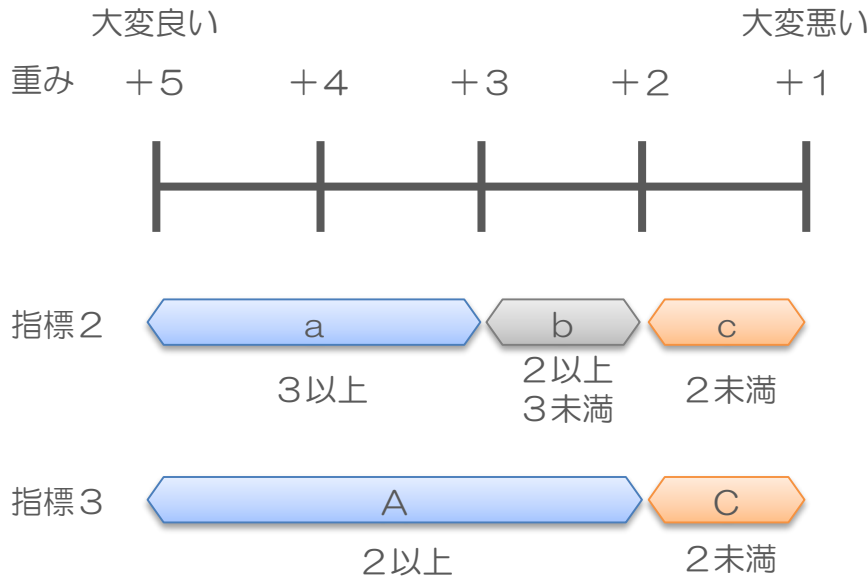 大変良い 大変悪い
重み +5 +4 +3 +2 +1
指標2 a b c
3以上 2以上 3未満 2未満
指標3 A C
2以上 2未満